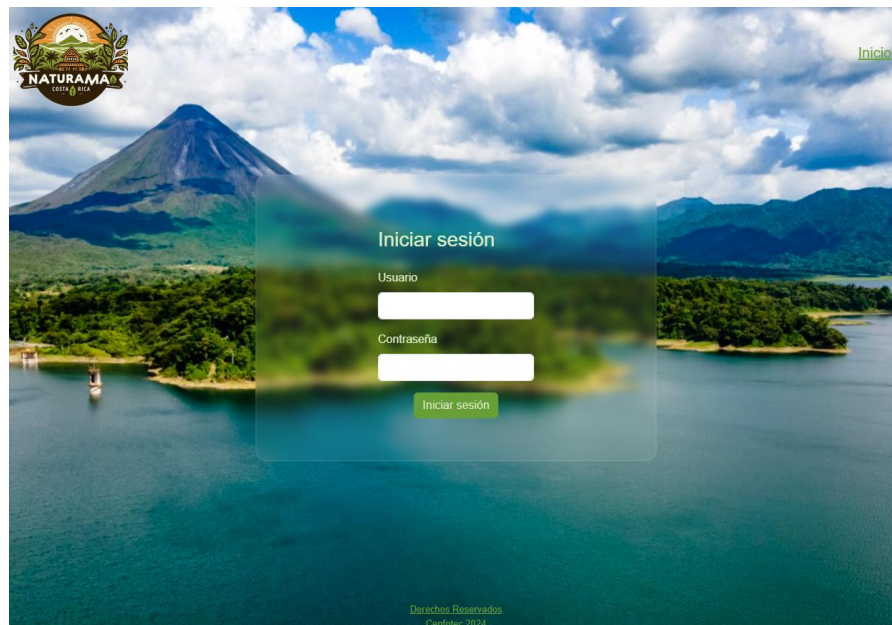 NATURAMA
COSTA RICA
Inicio
Iniciar sesión
Usuario
Contraseña
Iniciar sesión
Derechos Reservados
Cenfotec 2024